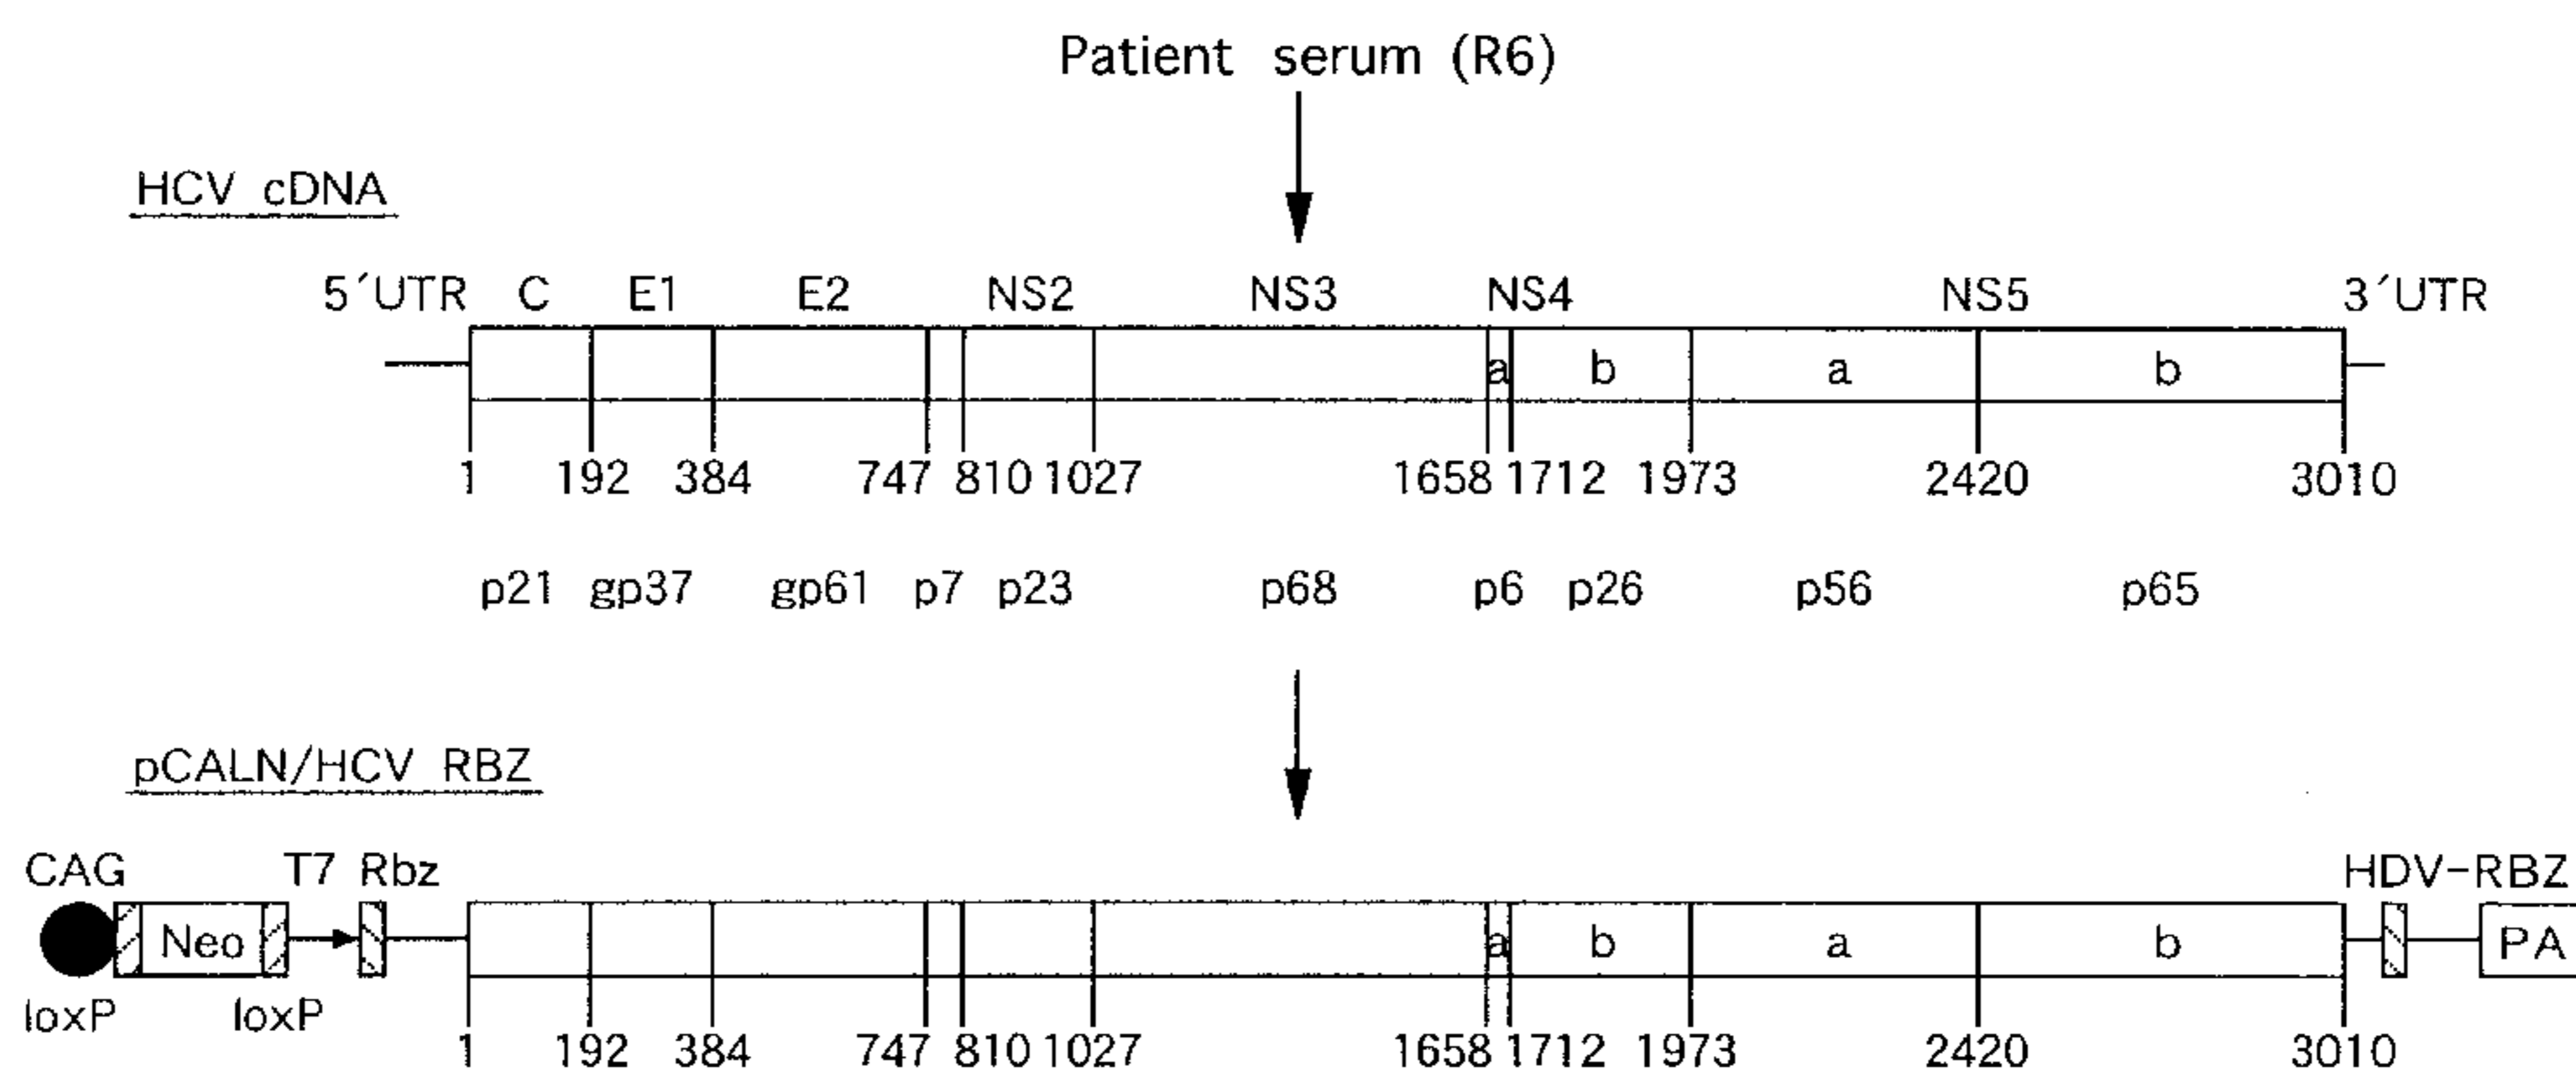 Patient serum (R6)
HCV cDNA
5´UTR C E1 E2 NS2 NS3 NS4 NS5 3´UTR
a b a b
1 192 384 747 810 1027 1658 1712 1973 2420 3010
p21 gp37 gp61 p7 p23 p68 p6 p26 p56 p65
pCALN/HCV RBZ
CAG T7 Rbz HDV-RBZ
Neo a b a b PA
loxP loxP
1 192 384 747 810 1027 1658 1712 1973 2420 3010